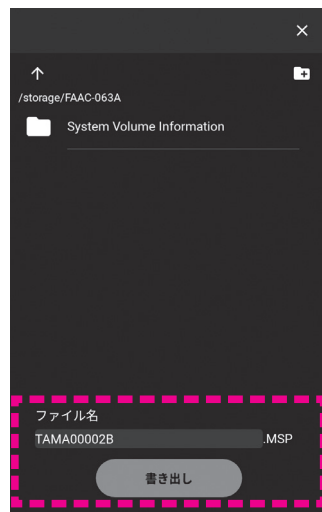 /storage/FAAC-063A
System Volume Information
ファイル名
TAMA00002B .MSP
書き出し